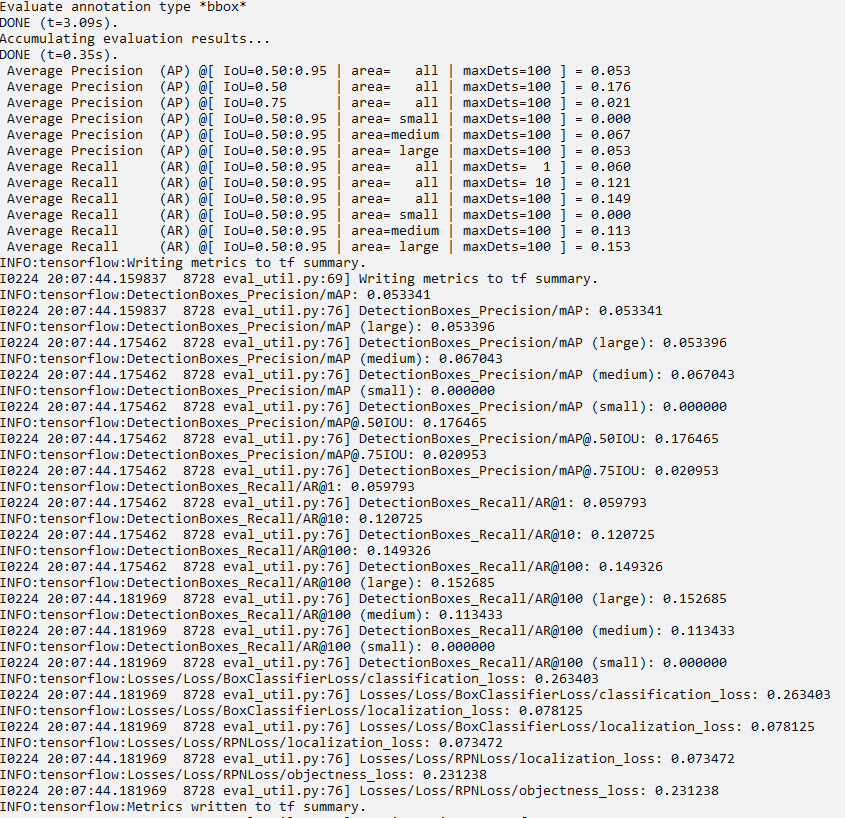 Evaluate annotation type *bbox*
DONE (t=3.09s).
Accumulating evaluation results...
DONE (t=0.35s).
 Average Precision  (AP) @[ IoU=0.50:0.95 | area=   all | maxDets=100 ] = 0.053
 Average Precision  (AP) @[ IoU=0.50      | area=   all | maxDets=100 ] = 0.176
 Average Precision  (AP) @[ IoU=0.75      | area=   all | maxDets=100 ] = 0.021
 Average Precision  (AP) @[ IoU=0.50:0.95 | area= small | maxDets=100 ] = 0.000
 Average Precision  (AP) @[ IoU=0.50:0.95 | area=medium | maxDets=100 ] = 0.067
 Average Precision  (AP) @[ IoU=0.50:0.95 | area= large | maxDets=100 ] = 0.053
 Average Recall     (AR) @[ IoU=0.50:0.95 | area=   all | maxDets=  1 ] = 0.060
 Average Recall     (AR) @[ IoU=0.50:0.95 | area=   all | maxDets= 10 ] = 0.121
 Average Recall     (AR) @[ IoU=0.50:0.95 | area=   all | maxDets=100 ] = 0.149
 Average Recall     (AR) @[ IoU=0.50:0.95 | area= small | maxDets=100 ] = 0.000
 Average Recall     (AR) @[ IoU=0.50:0.95 | area=medium | maxDets=100 ] = 0.113
 Average Recall     (AR) @[ IoU=0.50:0.95 | area= large | maxDets=100 ] = 0.153
INFO:tensorflow:Writing metrics to tf summary.
I0224 20:07:44.159837  8728 eval_util.py:69] Writing metrics to tf summary.
INFO:tensorflow:DetectionBoxes_Precision/mAP: 0.053341
I0224 20:07:44.159837  8728 eval_util.py:76] DetectionBoxes_Precision/mAP: 0.053341
INFO:tensorflow:DetectionBoxes_Precision/mAP (large): 0.053396
I0224 20:07:44.175462  8728 eval_util.py:76] DetectionBoxes_Precision/mAP (large): 0.053396
INFO:tensorflow:DetectionBoxes_Precision/mAP (medium): 0.067043
I0224 20:07:44.175462  8728 eval_util.py:76] DetectionBoxes_Precision/mAP (medium): 0.067043
INFO:tensorflow:DetectionBoxes_Precision/mAP (small): 0.000000
I0224 20:07:44.175462  8728 eval_util.py:76] DetectionBoxes_Precision/mAP (small): 0.000000
INFO:tensorflow:DetectionBoxes_Precision/mAP@.50IOU: 0.176465
I0224 20:07:44.175462  8728 eval_util.py:76] DetectionBoxes_Precision/mAP@.50IOU: 0.176465
INFO:tensorflow:DetectionBoxes_Precision/mAP@.75IOU: 0.020953
I0224 20:07:44.175462  8728 eval_util.py:76] DetectionBoxes_Precision/mAP@.75IOU: 0.020953
INFO:tensorflow:DetectionBoxes_Recall/AR@1: 0.059793
I0224 20:07:44.175462  8728 eval_util.py:76] DetectionBoxes_Recall/AR@1: 0.059793
INFO:tensorflow:DetectionBoxes_Recall/AR@10: 0.120725
I0224 20:07:44.175462  8728 eval_util.py:76] DetectionBoxes_Recall/AR@10: 0.120725
INFO:tensorflow:DetectionBoxes_Recall/AR@100: 0.149326
I0224 20:07:44.175462  8728 eval_util.py:76] DetectionBoxes_Recall/AR@100: 0.149326
INFO:tensorflow:DetectionBoxes_Recall/AR@100 (large): 0.152685
I0224 20:07:44.181969  8728 eval_util.py:76] DetectionBoxes_Recall/AR@100 (large): 0.152685
INFO:tensorflow:DetectionBoxes_Recall/AR@100 (medium): 0.113433
I0224 20:07:44.181969  8728 eval_util.py:76] DetectionBoxes_Recall/AR@100 (medium): 0.113433
INFO:tensorflow:DetectionBoxes_Recall/AR@100 (small): 0.000000
I0224 20:07:44.181969  8728 eval_util.py:76] DetectionBoxes_Recall/AR@100 (small): 0.000000
INFO:tensorflow:Losses/Loss/BoxClassifierLoss/classification_loss: 0.263403
I0224 20:07:44.181969  8728 eval_util.py:76] Losses/Loss/BoxClassifierLoss/classification_loss: 0.263403
INFO:tensorflow:Losses/Loss/BoxClassifierLoss/localization_loss: 0.078125
I0224 20:07:44.181969  8728 eval_util.py:76] Losses/Loss/BoxClassifierLoss/localization_loss: 0.078125
INFO:tensorflow:Losses/Loss/RPNLoss/localization_loss: 0.073472
I0224 20:07:44.181969  8728 eval_util.py:76] Losses/Loss/RPNLoss/localization_loss: 0.073472
INFO:tensorflow:Losses/Loss/RPNLoss/objectness_loss: 0.231238
I0224 20:07:44.181969  8728 eval_util.py:76] Losses/Loss/RPNLoss/objectness_loss: 0.231238
INFO:tensorflow:Metrics written to tf summary.